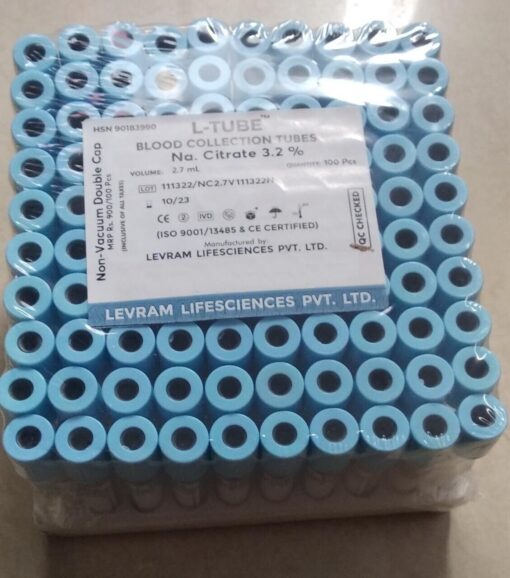 HSN 90183990
L-TUBE™
BLOOD COLLECTION TUBES
Na. Citrate 3.2 %
VOLUME: 2.7 mL
QUANTITY: 100 Pcs
LOT 111322/NC2.7V111322N
10/23
CE 2 IVD
(ISO 9001/13485 & CE CERTIFIED)
Manufactured by:
LEVRAM LIFESCIENCES PVT. LTD.
Non-Vacuum Double Cap
MRP Rs. 900/100 Pcs
(INCLUSIVE OF ALL TAXES)
QC CHECKED
LEVRAM LIFESCIENCES PVT. LTD.